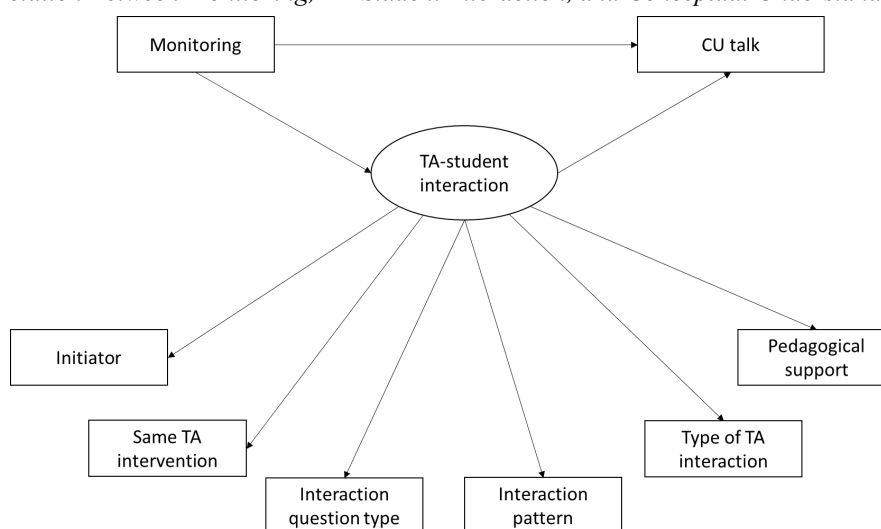 Monitoring
CU talk
TA-student
interaction
Initiator
Pedagogical
support
Same TA
intervention
Type of TA
interaction
Interaction
question type
Interaction
pattern